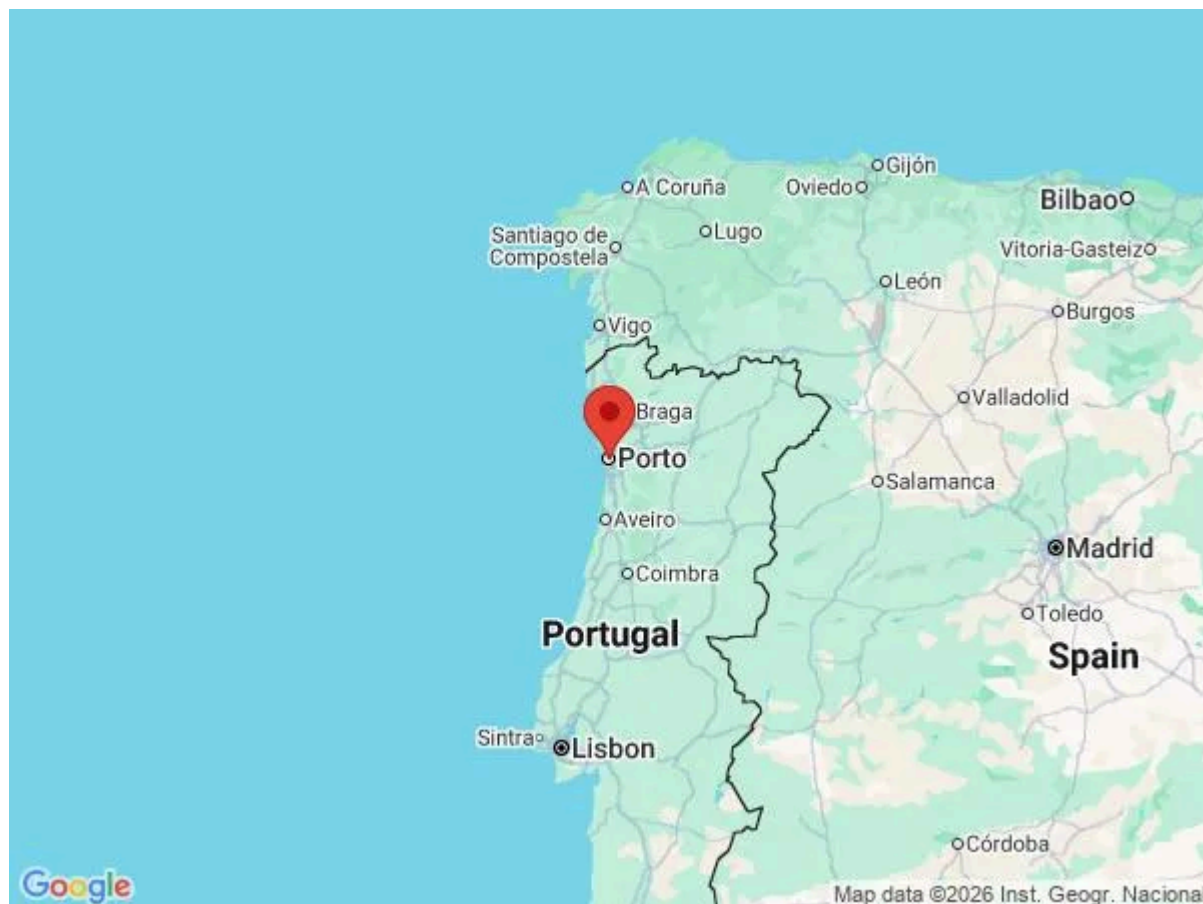 Gijón
A Coruña
Oviedo
Bilbao
Lugo
Santiago de
Compostela
Vitoria-Gasteiz
León
Burgos
Vigo
Valladolid
Braga
Porto
Salamanca
Aveiro
Madrid
Coimbra
Toledo
Portugal
Spain
Sintra
Lisbon
Córdoba
Google
Map data ©2026 Inst. Geogr. Nacional